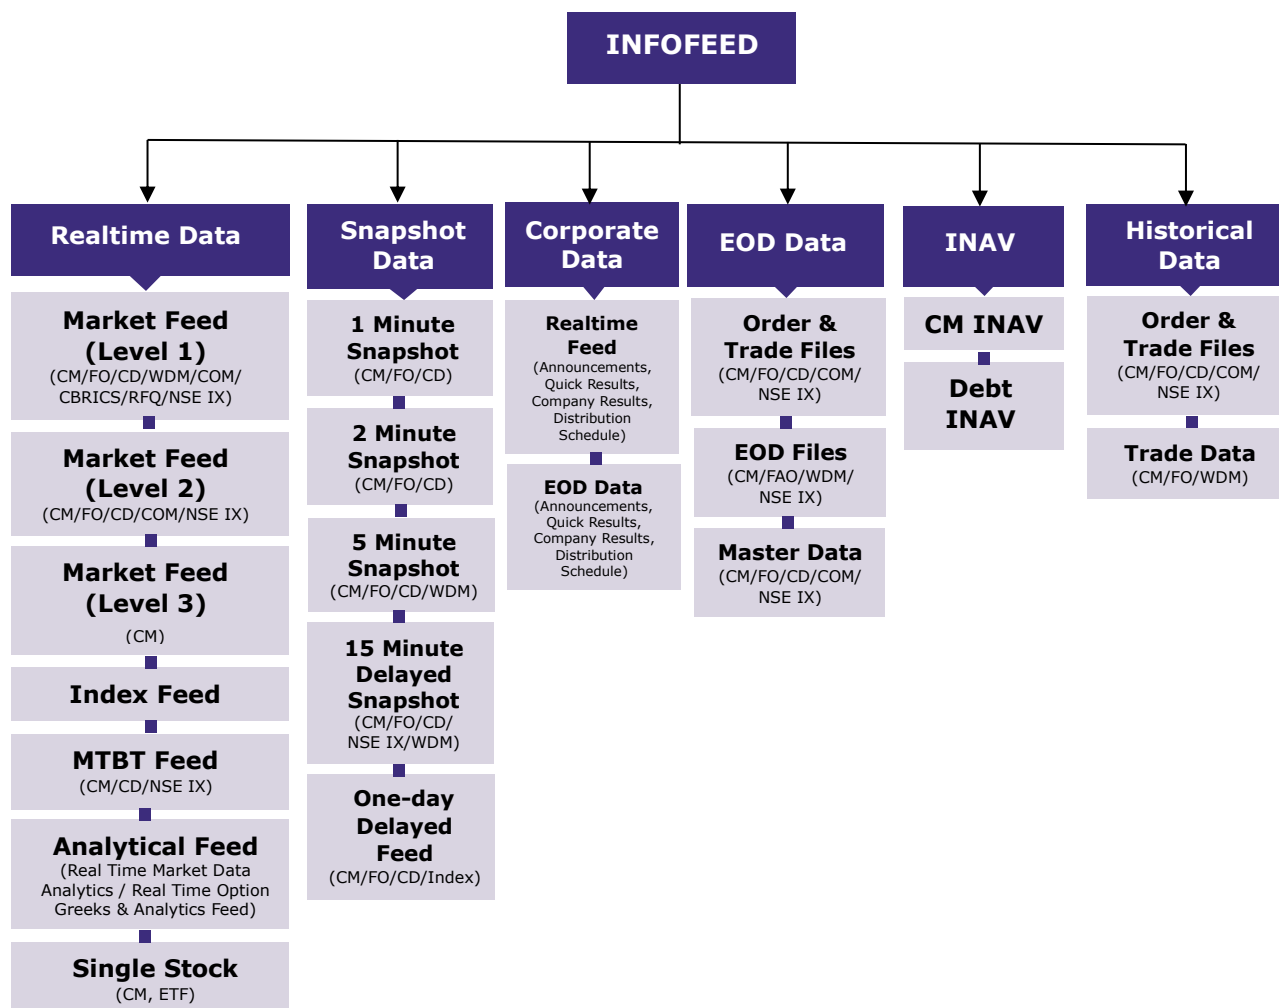 INFOFEED
Realtime Data
Market Feed
(Level 1)
(CM/FO/CD/WDM/COM/
CBRICS/RFQ/NSE IX)
Market Feed
(Level 2)
(CM/FO/CD/COM/NSE IX)
Market Feed
(Level 3)
(CM)
Index Feed
MTBT Feed
(CM/CD/NSE IX)
Analytical Feed
(Real Time Market Data
Analytics / Real Time Option
Greeks & Analytics Feed)
Single Stock
(CM, ETF)
Snapshot
Data
1 Minute
Snapshot
(CM/FO/CD)
2 Minute
Snapshot
(CM/FO/CD)
5 Minute
Snapshot
(CM/FO/CD/WDM)
15 Minute
Delayed
Snapshot
(CM/FO/CD/
NSE IX/WDM)
One-day
Delayed
Feed
(CM/FO/CD/Index)
Corporate
Data
Realtime
Feed
(Announcements,
Quick Results,
Company Results,
Distribution
Schedule)
EOD Data
(Announcements,
Quick Results,
Company Results,
Distribution
Schedule)
EOD Data
Order &
Trade Files
(CM/FO/CD/COM/
NSE IX)
EOD Files
(CM/FAO/WDM/
NSE IX)
Master Data
(CM/FO/CD/COM/
NSE IX)
INAV
CM INAV
Debt
INAV
Historical
Data
Order &
Trade Files
(CM/FO/CD/COM/
NSE IX)
Trade Data
(CM/FO/WDM)